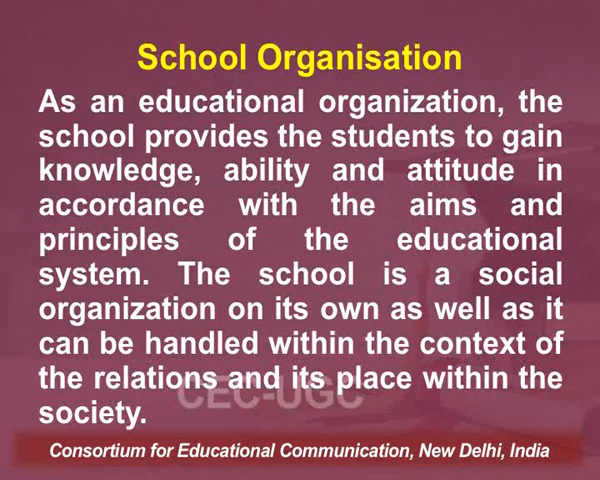 School Organisation
As an educational organization, the
school provides the students to gain
knowledge, ability and attitude in
accordance with the aims and
principles of the educational
system. The school is a social
organization on its own as well as it
can be handled within the context of
the relations and its place within the
society.
CEC-UGC
Consortium for Educational Communication, New Delhi, India